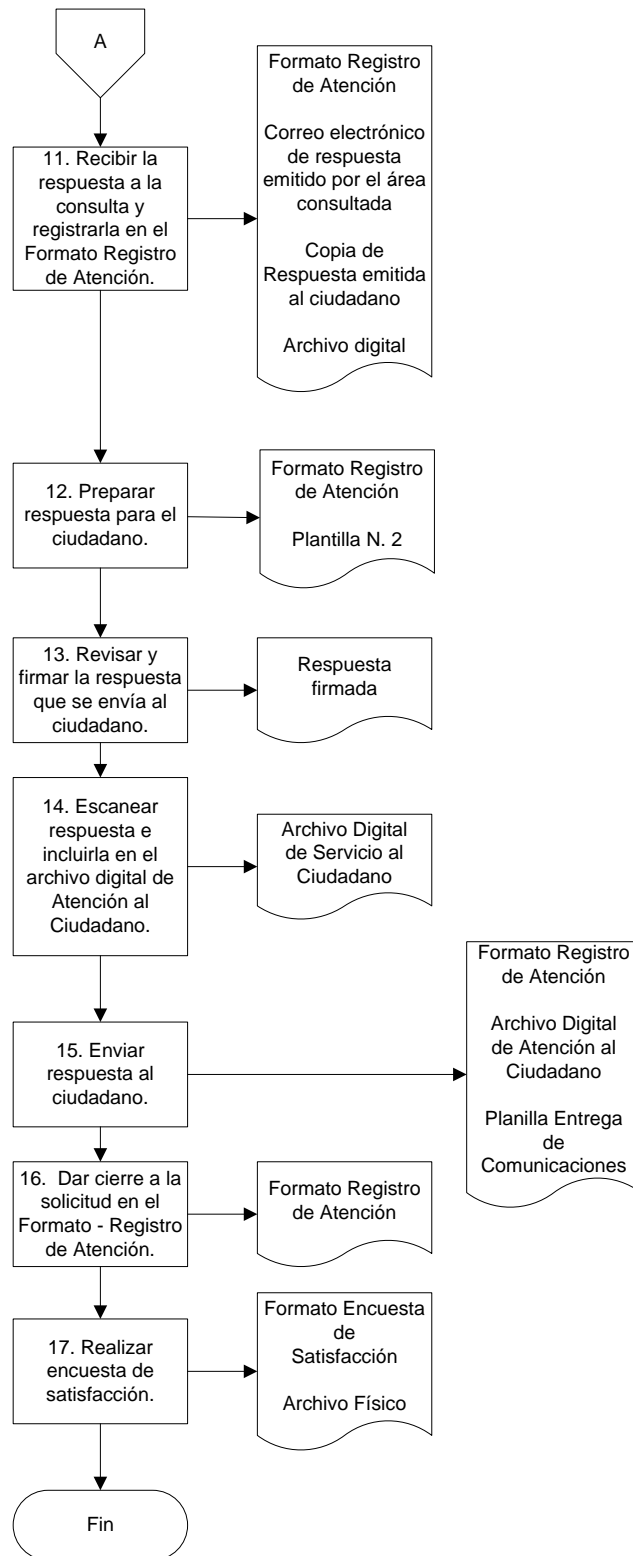 A
11. Recibir la
respuesta a la
consulta y
registrarla en el
Formato Registro
de Atención.
Formato Registro
de Atención
Correo electrónico
de respuesta
emitido por el área
consultada
Copia de
Respuesta emitida
al ciudadano
Archivo digital
12. Preparar
respuesta para el
ciudadano.
Formato Registro
de Atención
Plantilla N. 2
13. Revisar y
firmar la respuesta
que se envía al
ciudadano.
Respuesta
firmada
14. Escanear
respuesta e
incluirla en el
archivo digital de
Atención al
Ciudadano.
Archivo Digital
de Servicio al
Ciudadano
15. Enviar
respuesta al
ciudadano.
Formato Registro
de Atención
Archivo Digital
de Atención al
Ciudadano
Planilla Entrega
de
Comunicaciones
16. Dar cierre a la
solicitud en el
Formato - Registro
de Atención.
Formato Registro
de Atención
17. Realizar
encuesta de
satisfacción.
Formato Encuesta
de
Satisfacción
Archivo Físico
Fin